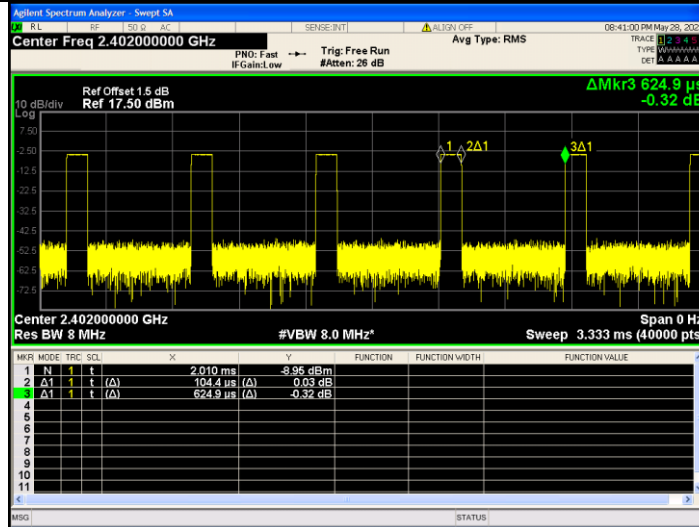 Agilent Spectrum Analyzer - Swept SA
RL RF 50 Ω AC SENSE:INT ALIGN OFF 08:41:00 PM May 28, 202
Center Freq 2.402000000 GHz
PNO: Fast
IFGain:Low
Trig: Free Run
#Atten: 26 dB
Avg Type: RMS
TRACE 1 2 3 4 5
TYPE
DET A A A A A
ΔMkr3 624.9 µs
-0.32 dB
Ref Offset 1.5 dB
10 dB/div Ref 17.50 dBm
Log
7.50
-2.50
-12.5
-22.5
-32.5
-42.5
-52.5
-62.5
-72.5
1 2Δ1 3Δ1
Center 2.402000000 GHz Span 0 Hz
Res BW 8 MHz #VBW 8.0 MHz* Sweep 3.333 ms (40000 pts
MKR MODE TRC SCL X Y FUNCTION FUNCTION WIDTH FUNCTION VALUE
1 N 1 t 2.010 ms -8.95 dBm
2 Δ1 1 t (Δ) 104.4 µs (Δ) 0.03 dB
3 Δ1 1 t (Δ) 624.9 µs (Δ) -0.32 dB
4
5
6
7
8
9
10
11
MSG STATUS